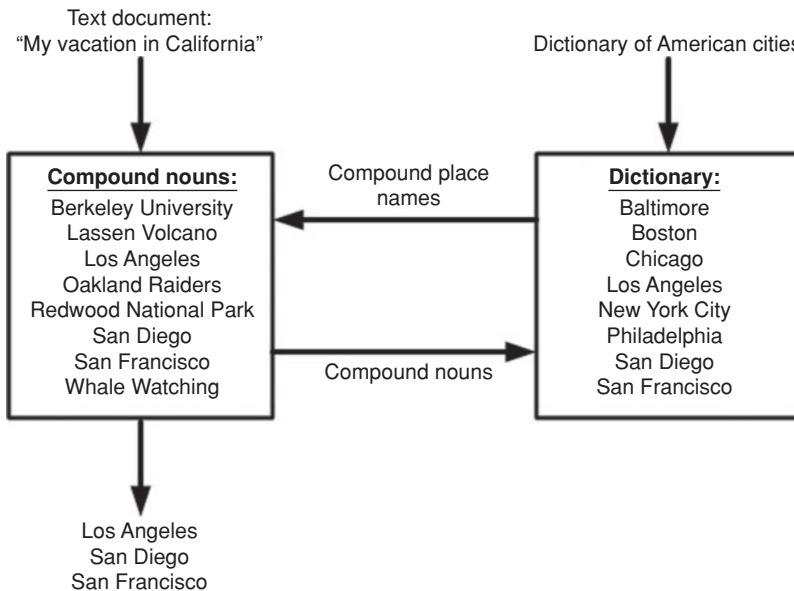 Text document:
“My vacation in California”
Dictionary of American cities
Compound nouns:
Berkeley University
Lassen Volcano
Los Angeles
Oakland Raiders
Redwood National Park
San Diego
San Francisco
Whale Watching
Compound place
names
Compound nouns
Dictionary:
Baltimore
Boston
Chicago
Los Angeles
New York City
Philadelphia
San Diego
San Francisco
Los Angeles
San Diego
San Francisco